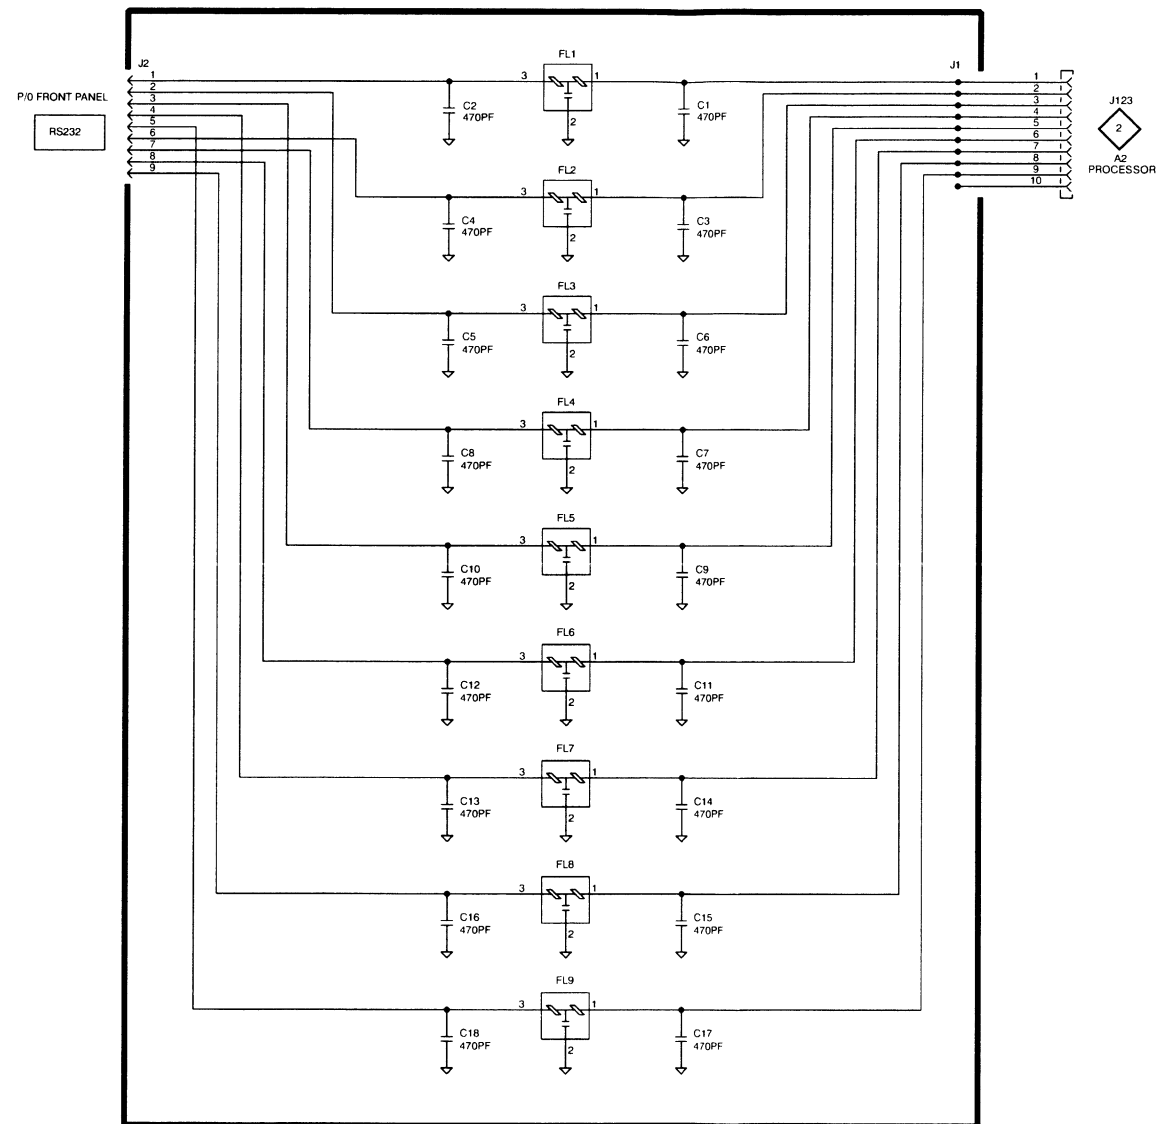 FL1
J2
J1
1
2
3
4
5
6
7
8
9
P/0 FRONT PANEL
RS232
3
1
2
C2
470PF
C1
470PF
1
2
3
4
5
6
7
8
9
10
J123
2
A2
PROCESSOR
FL2
3
1
2
C4
470PF
C3
470PF
FL3
3
1
2
C5
470PF
C6
470PF
FL4
3
1
2
C8
470PF
C7
470PF
FL5
3
1
2
C10
470PF
C9
470PF
FL6
3
1
2
C12
470PF
C11
470PF
FL7
3
1
2
C13
470PF
C14
470PF
FL8
3
1
2
C16
470PF
C15
470PF
FL9
3
1
2
C18
470PF
C17
470PF